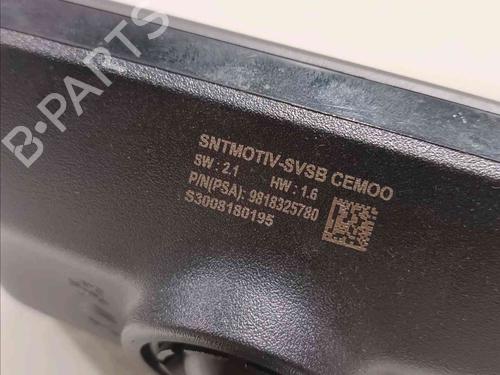 SNTMOTIV-SVSB CEMOO
SW : 2.1 HW : 1.6
P/N(PSA): 9818325780
S3008180195
B-PARTS